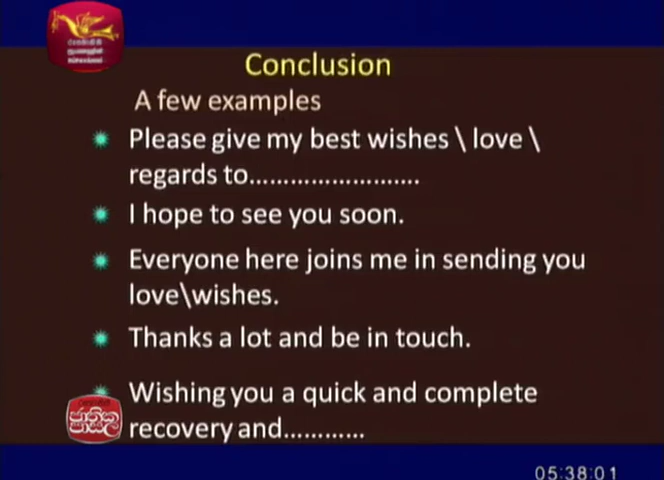 Conclusion
A few examples
Please give my best wishes \ love \
regards to........................
I hope to see you soon.
Everyone here joins me in sending you
love\wishes.
Thanks a lot and be in touch.
Wishing you a quick and complete
recovery and............
ජාතික
පාසල
05:38:01